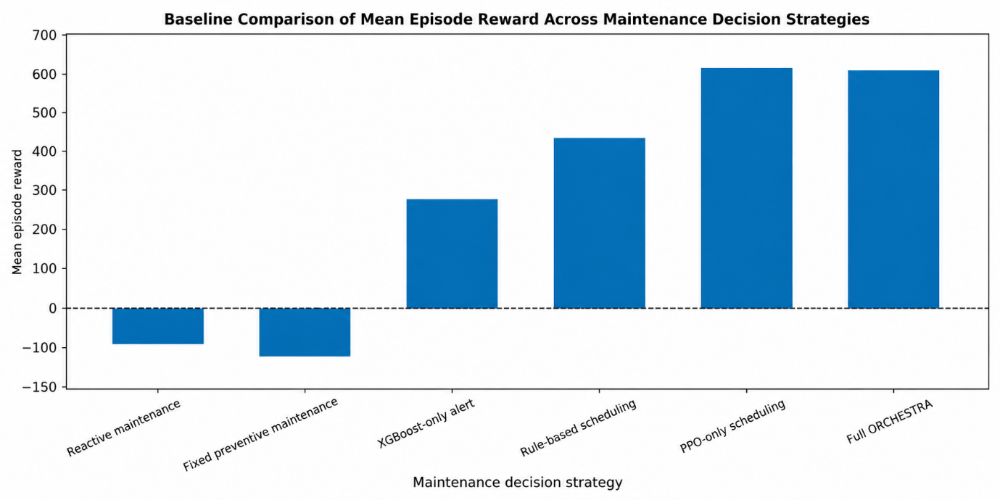 Baseline Comparison of Mean Episode Reward Across Maintenance Decision Strategies
700
600
500
400
300
200
100
0
−100
−150
Mean episode reward
Reactive maintenance
Fixed preventive maintenance
XGBoost-only alert
Rule-based scheduling
PPO-only scheduling
Full ORCHESTRA
Maintenance decision strategy